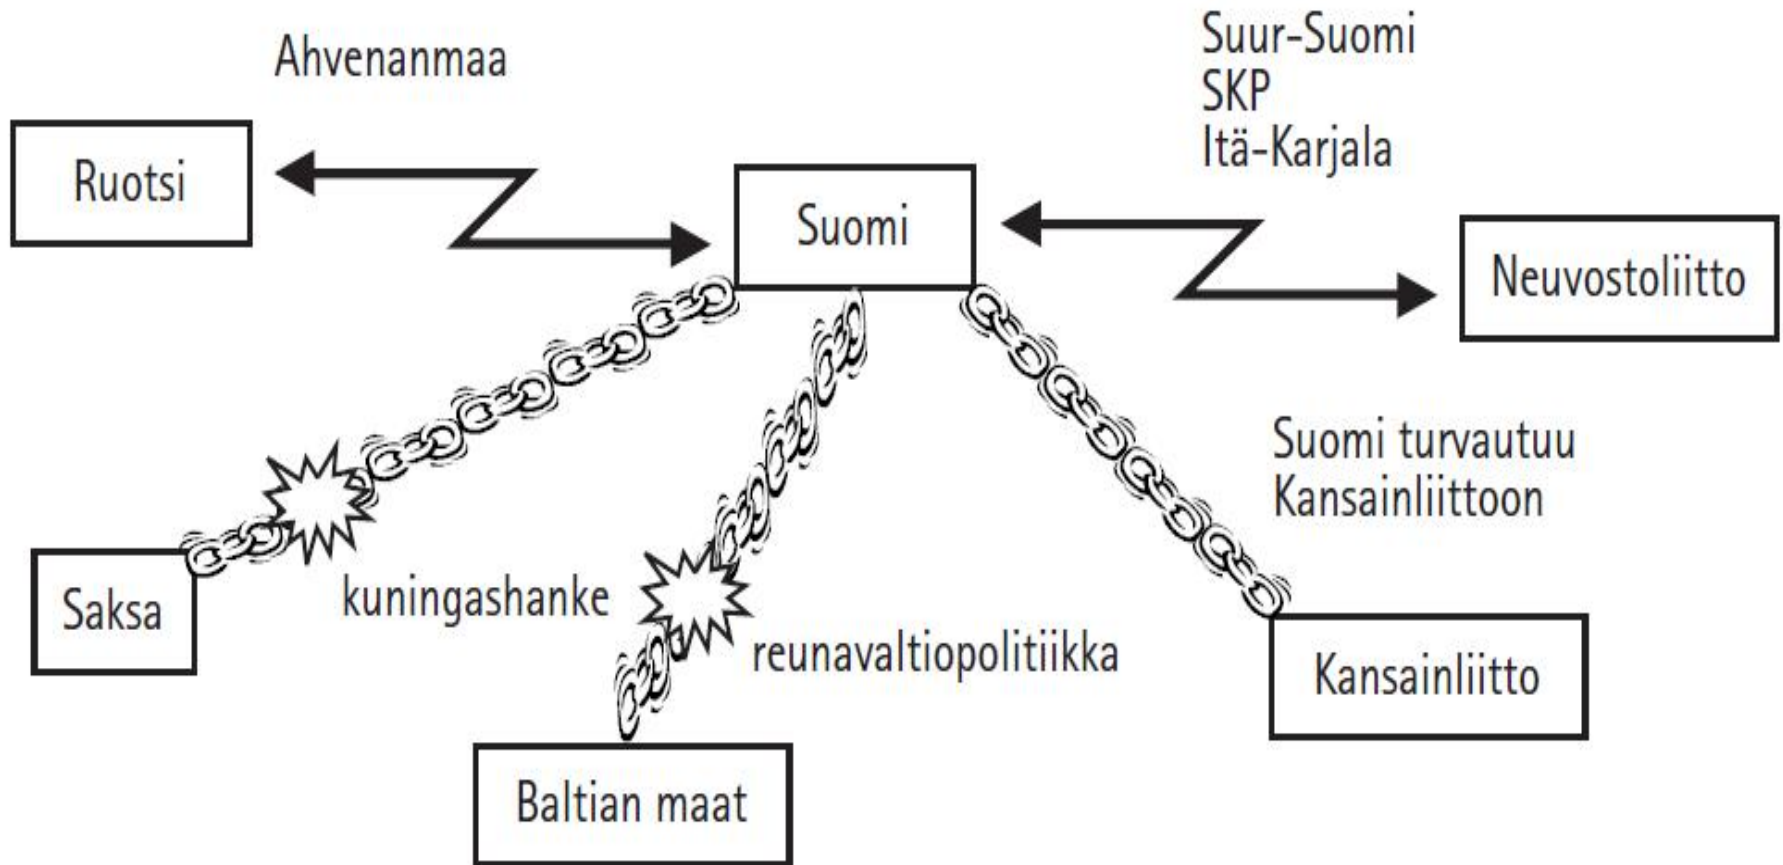 Ahvenanmaa
Suur-Suomi
SKP
Itä-Karjala
Ruotsi
Suomi
Neuvostoliitto
Suomi turvautuu
Kansainliittoon
Saksa
kuningashanke
reunavaltiopolitiikka
Kansainliitto
Baltian maat